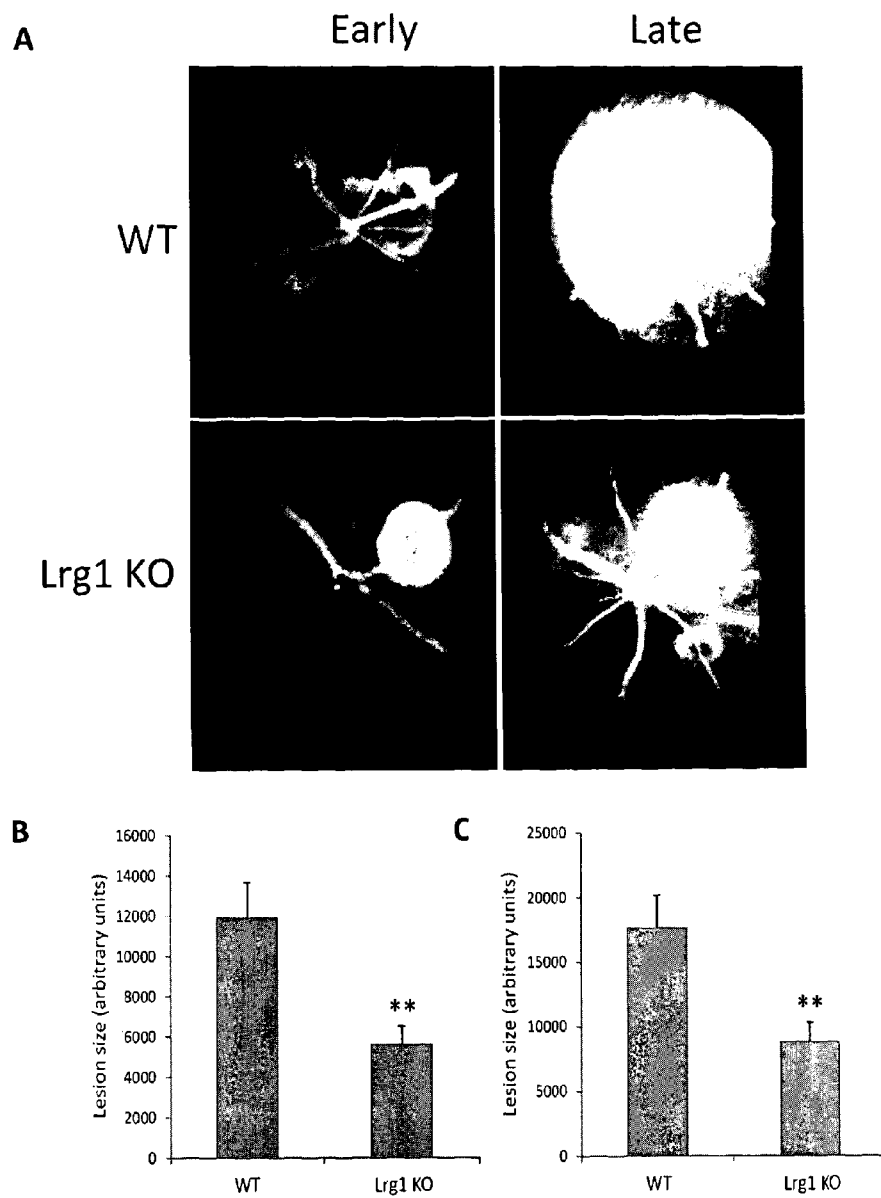 A
Early Late
WT
Lrg1 KO
B
Lesion size (arbitrary units)
16000
14000
12000
10000
8000
6000
4000
2000
0
**
WT Lrg1 KO
C
Lesion size (arbitrary units)
25000
20000
15000
10000
5000
0
**
WT Lrg1 KO